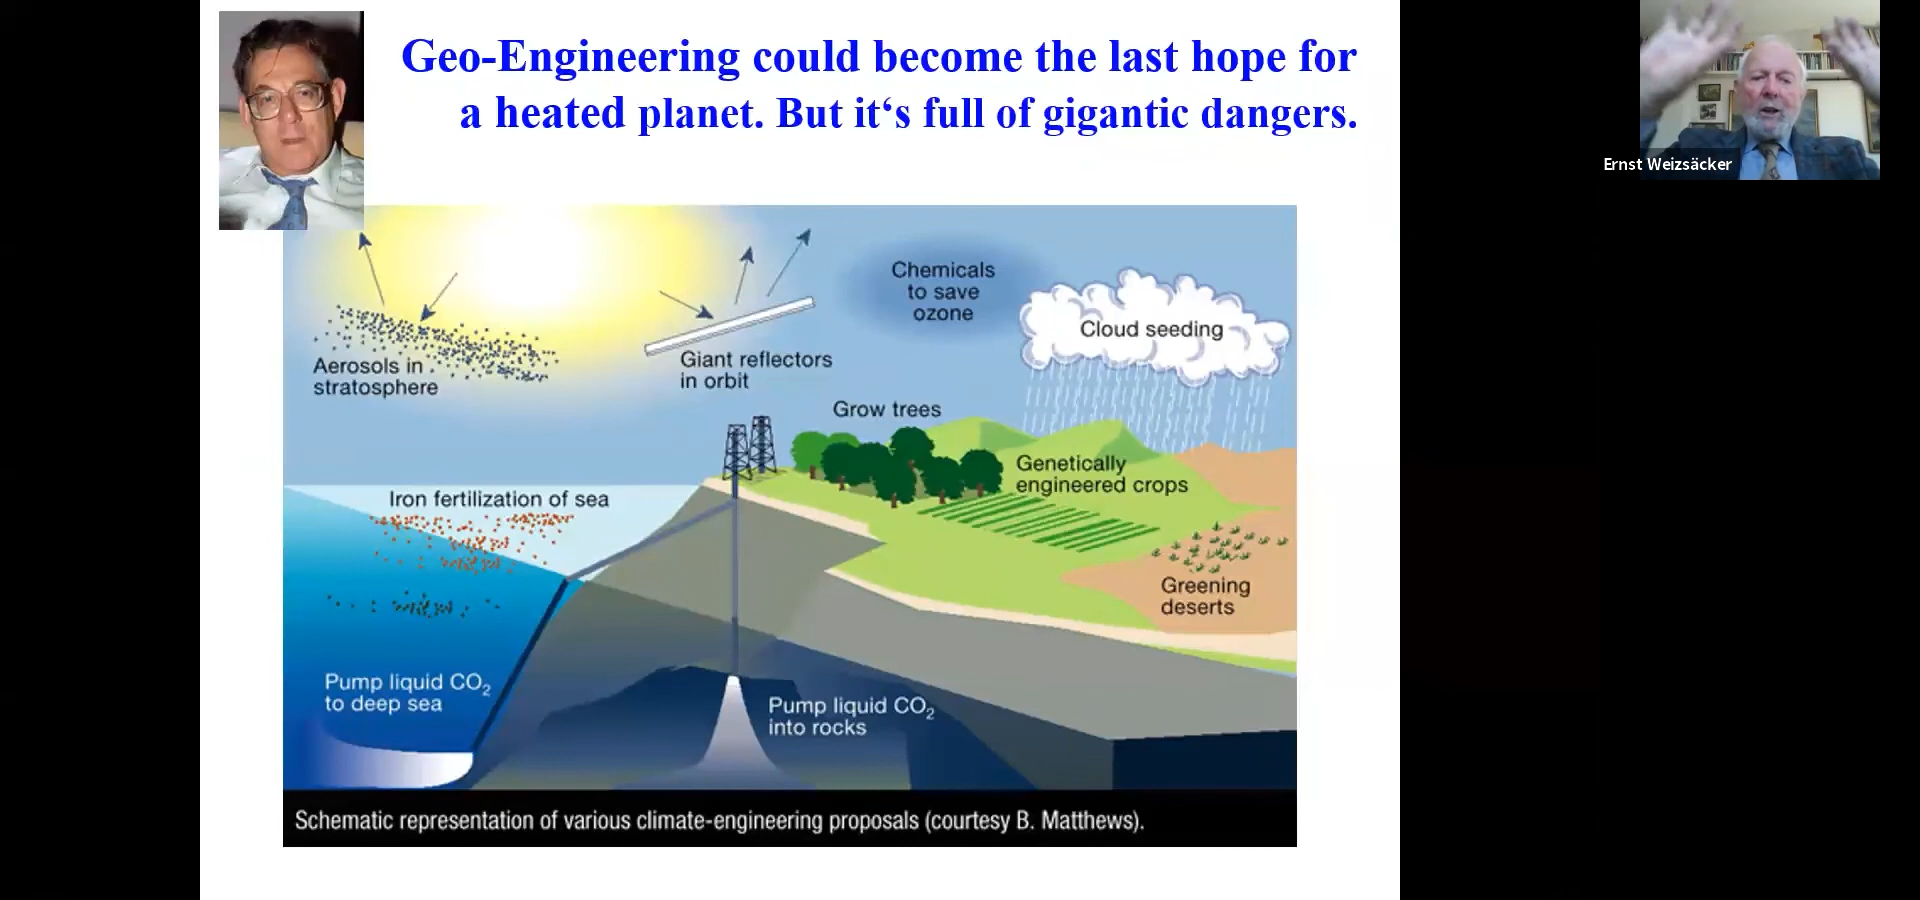 Geo-Engineering could become the last hope for
a heated planet. But it‘s full of gigantic dangers.
Ernst Weizsäcker
Chemicals
to save
ozone
Cloud seeding
Aerosols in
stratosphere
Giant reflectors
in orbit
Grow trees
Genetically
engineered crops
Iron fertilization of sea
Greening
deserts
Pump liquid CO₂
to deep sea
Pump liquid CO₂
into rocks
Schematic representation of various climate-engineering proposals (courtesy B. Matthews).